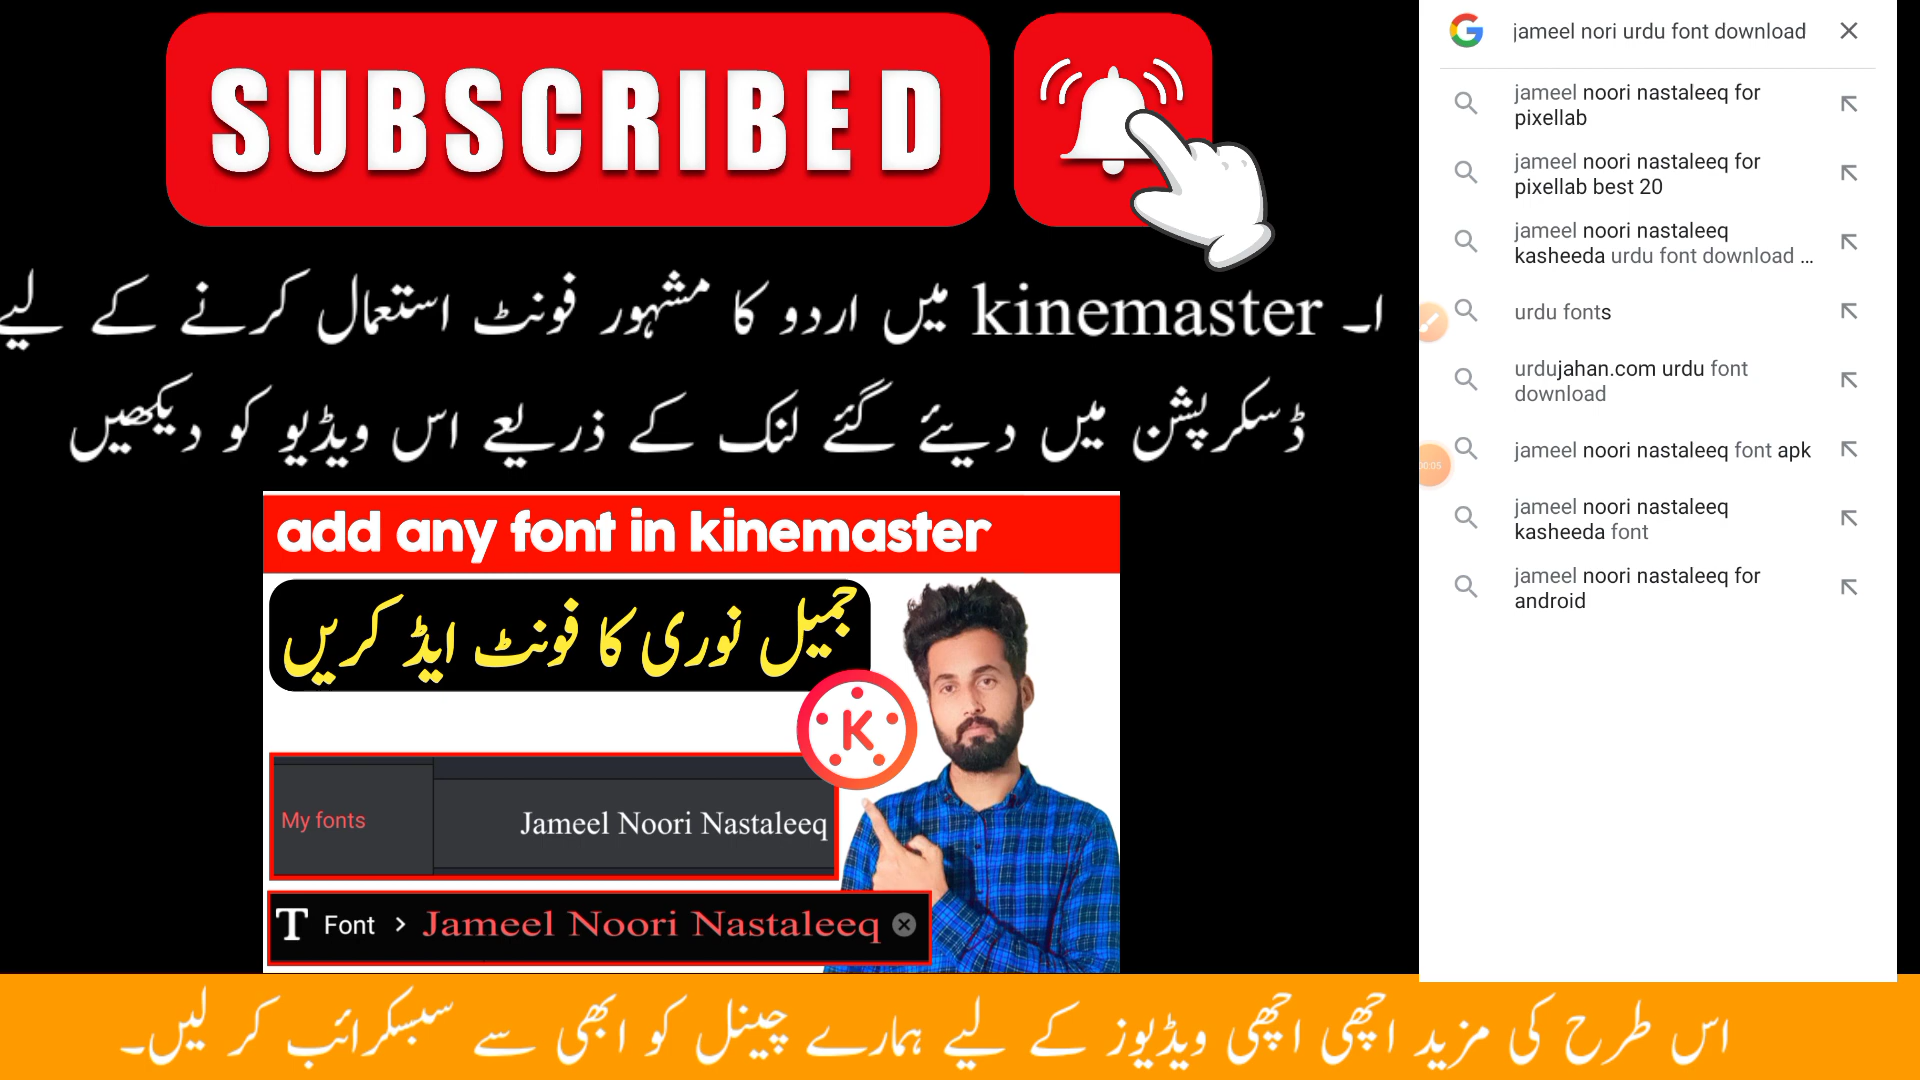 SUBSCRIBED
ا۔ kinemaster میں اردو کا مشہور فونٹ استعمال کرنے کے لیے
ڈسکرپشن میں دیئے گئے لنک کے ذریعے اس ویڈیو کو دیکھیں
add any font in kinemaster
جمیل نوری کا فونٹ ایڈ کریں
K
My fonts
Jameel Noori Nastaleeq
T Font > Jameel Noori Nastaleeq
اس طرح کی مزید اچھی اچھی ویڈیوز کے لیے ہمارے چینل کو ابھی سے سبسکرائب کر لیں۔
jameel nori urdu font download
jameel noori nastaleeq for
pixellab
jameel noori nastaleeq for
pixellab best 20
jameel noori nastaleeq
kasheeda urdu font download ...
urdu fonts
urdujahan.com urdu font
download
jameel noori nastaleeq font apk
00:05
jameel noori nastaleeq
kasheeda font
jameel noori nastaleeq for
android